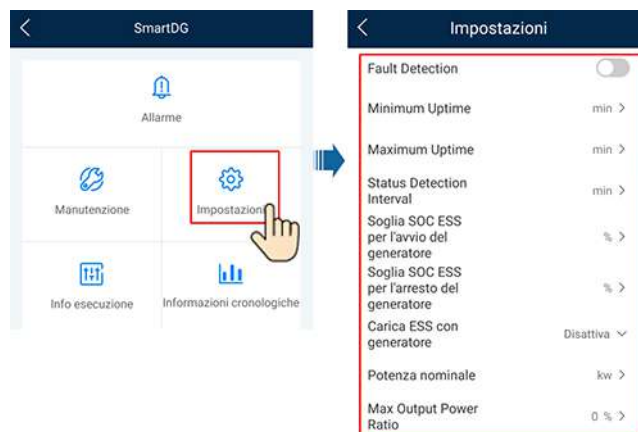 SmartDG
Allarme
Manutenzione
Impostazioni
Info esecuzione
Informazioni cronologiche
Impostazioni
Fault Detection
Minimum Uptime
min
Maximum Uptime
min
Status Detection
Interval
min
Soglia SOC ESS
per l'avvio del
generatore
%
Soglia SOC ESS
per l'arresto del
generatore
%
Carica ESS con
generatore
Disattiva
Potenza nominale
kw
Max Output Power
Ratio
0 %